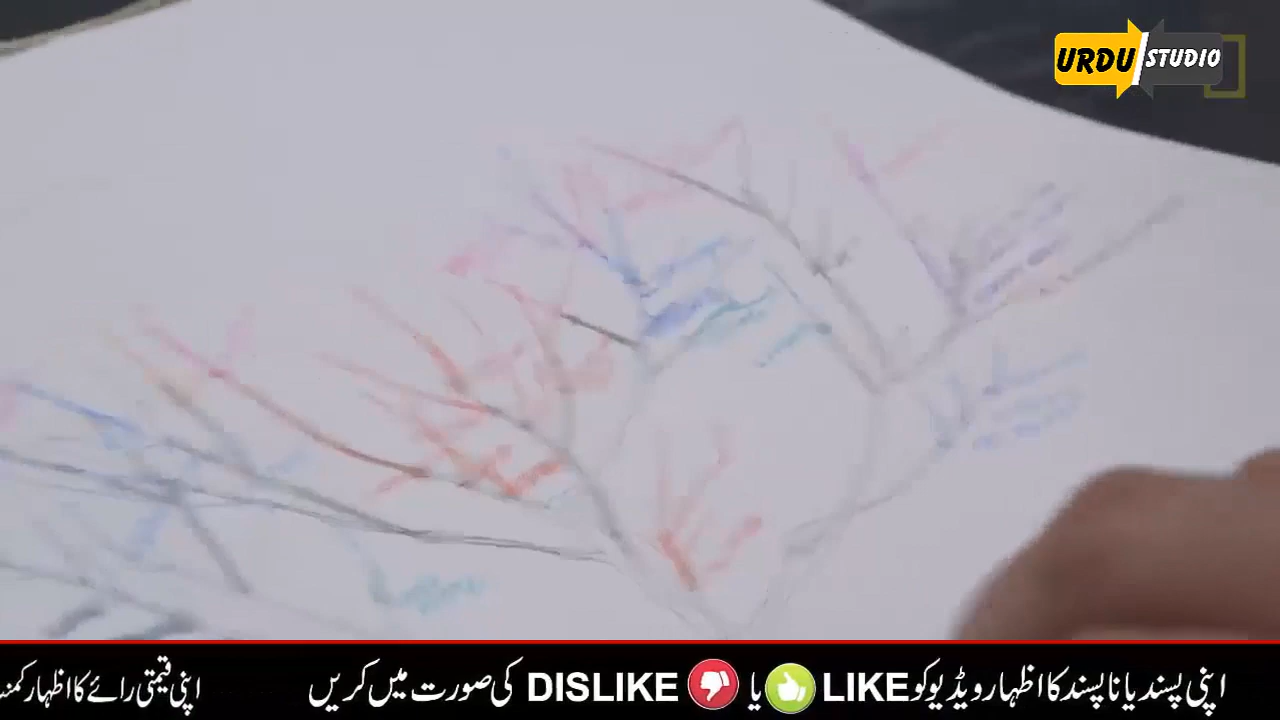 URDU STUDIO
اپنی پسند یا ناپسند کا اظہار ویڈیو کو LIKE یا DISLIKE کی صورت میں کریں
اپنی قیمتی رائے کا اظہار